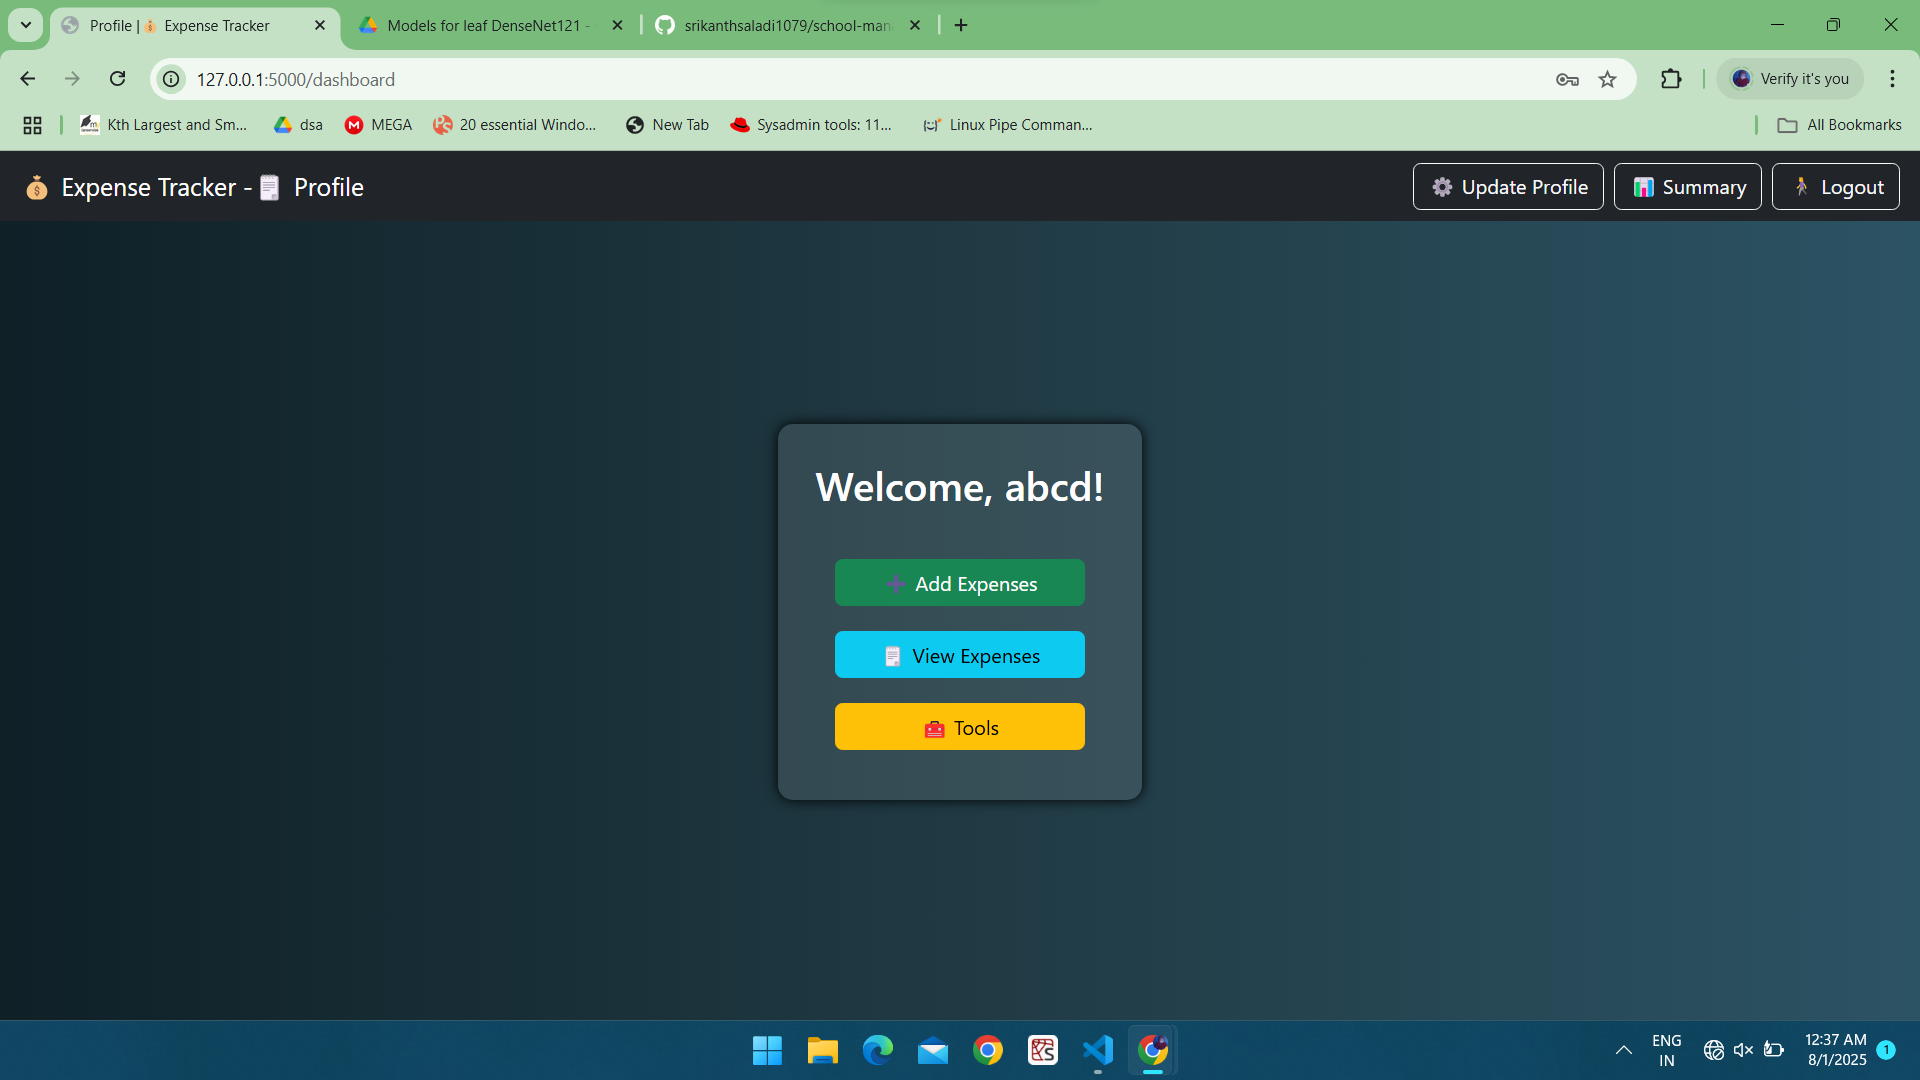 Profile | 💰 Expense Tracker
Models for leaf DenseNet121 -
srikanthsaladi1079/school-man
127.0.0.1:5000/dashboard
Verify it's you
Kth Largest and Sm...
dsa
MEGA
20 essential Windo...
New Tab
Sysadmin tools: 11...
Linux Pipe Comman...
All Bookmarks
💰 Expense Tracker - 🗒️ Profile
⚙️ Update Profile
📊 Summary
🚶‍♀️ Logout
Welcome, abcd!
➕ Add Expenses
🗒️ View Expenses
🧰 Tools
ENG
IN
12:37 AM
8/1/2025
1